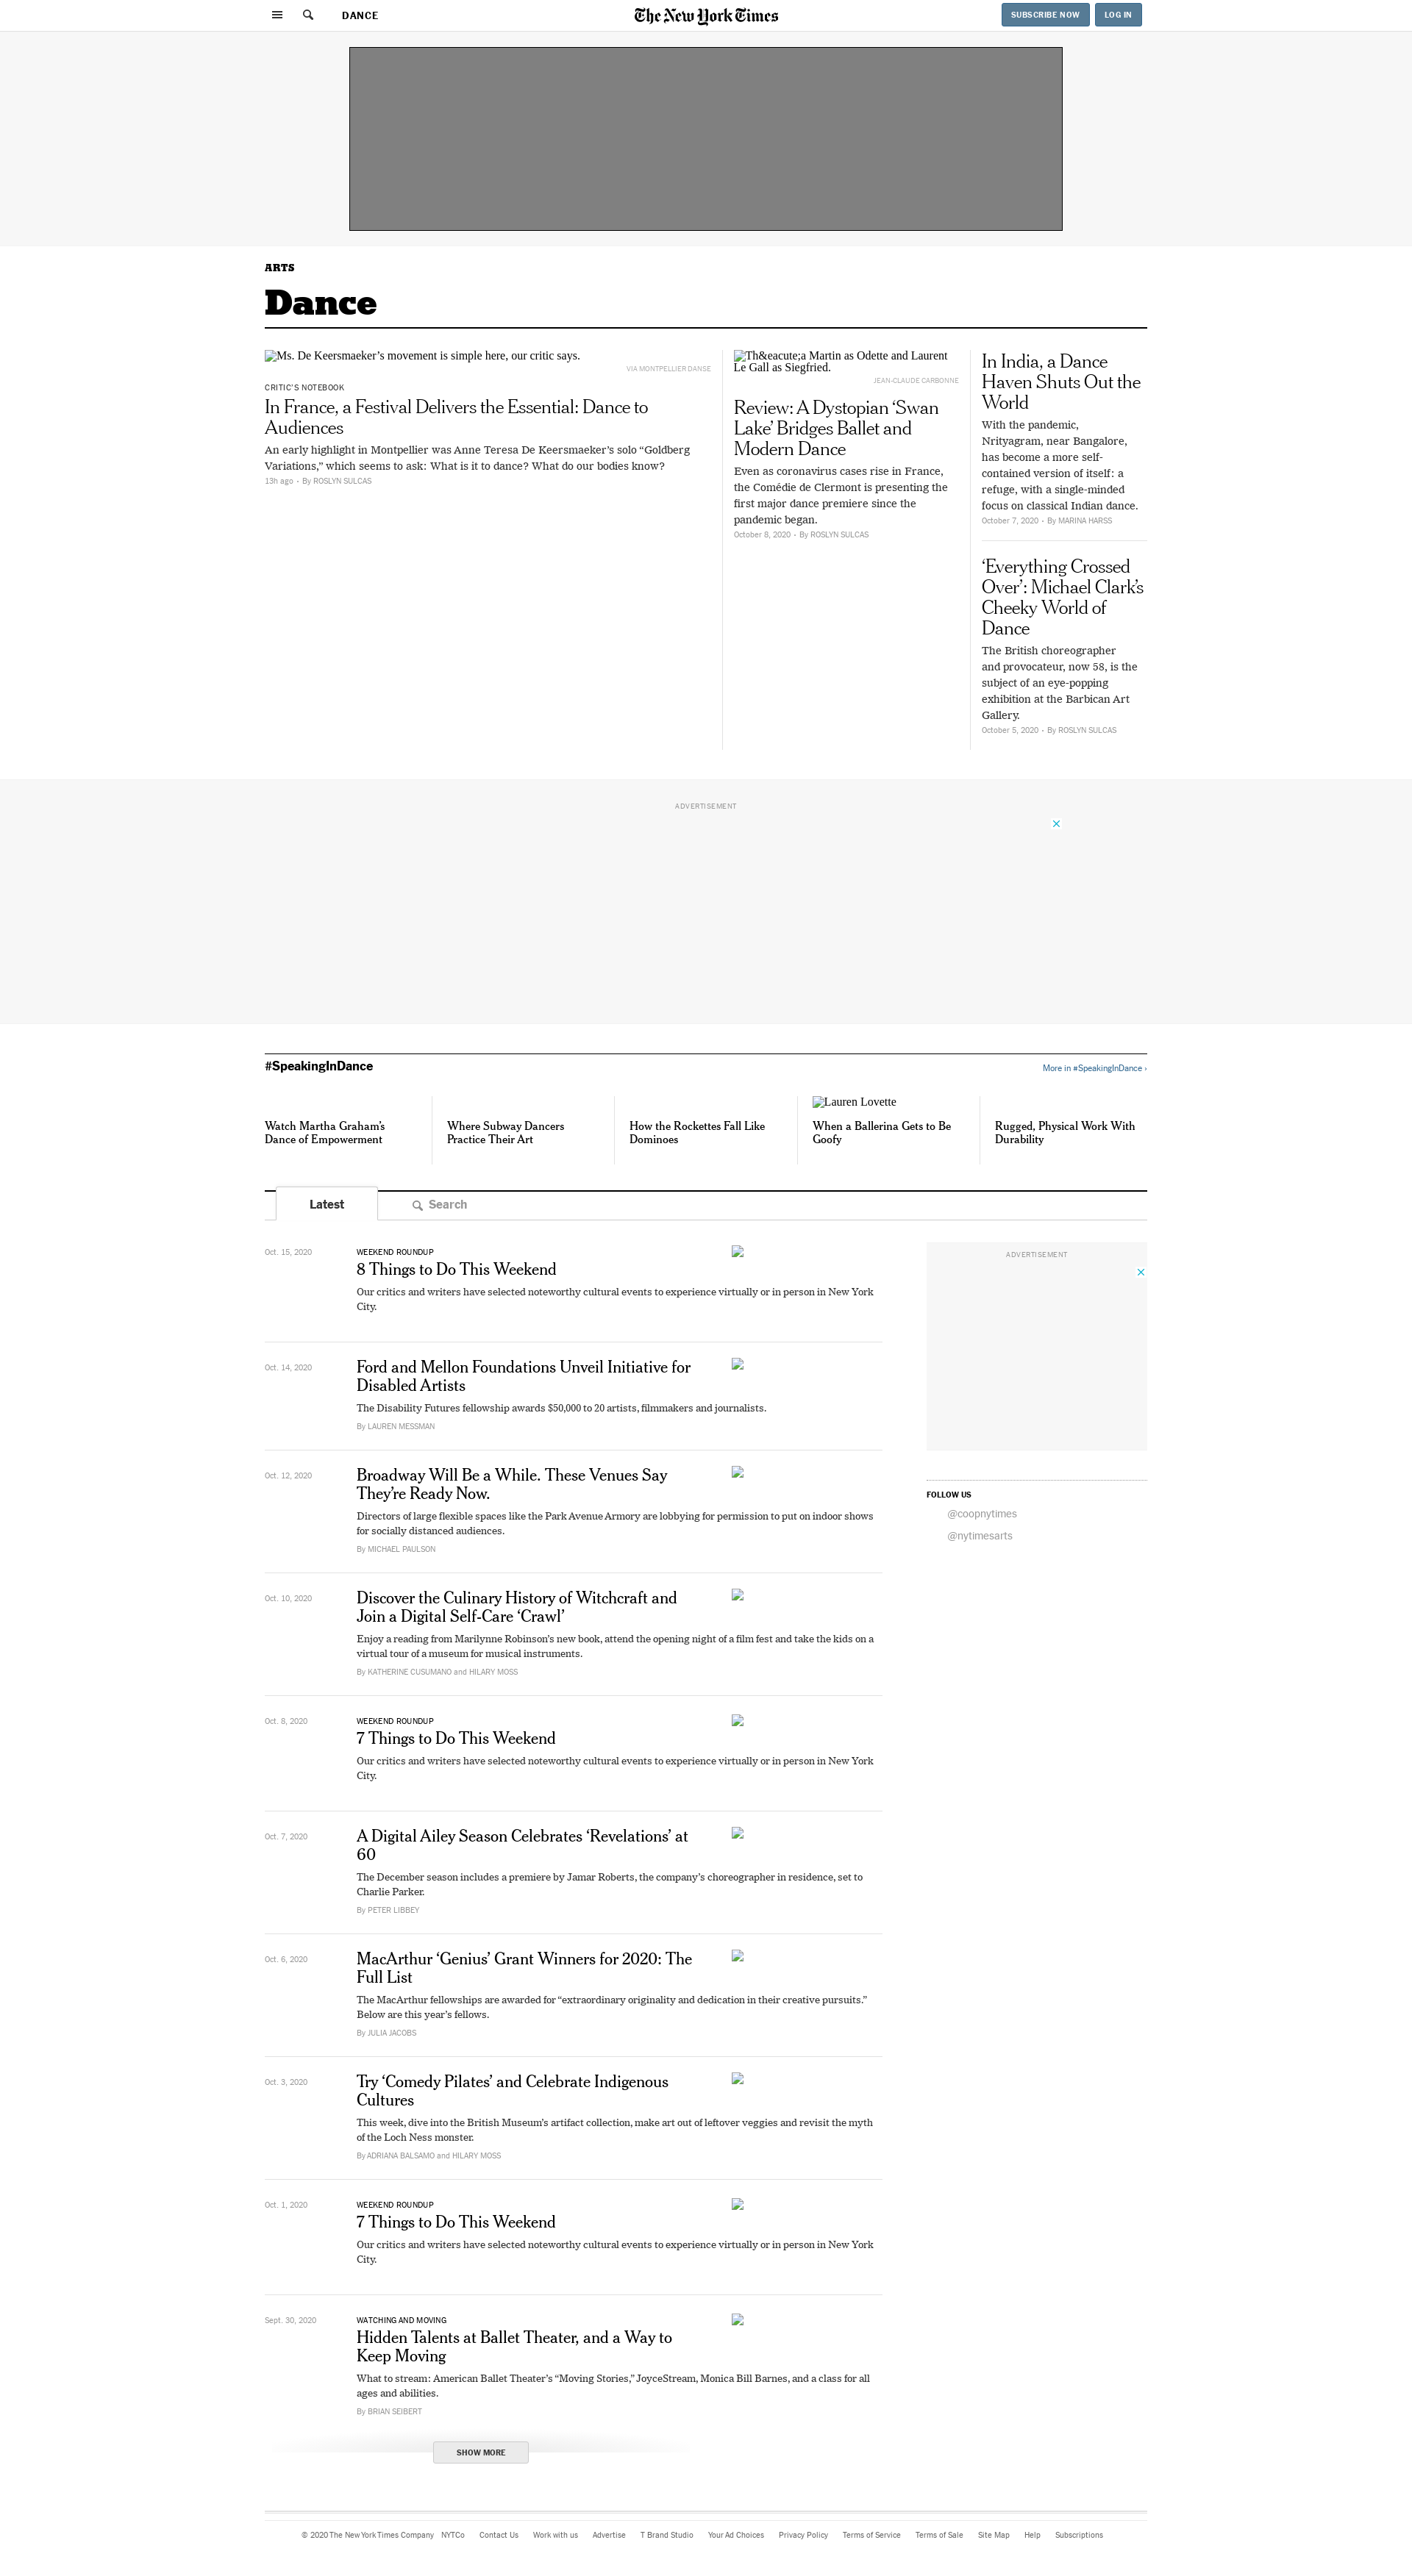 DANCE
The New York Times
SUBSCRIBE NOW
LOG IN
ARTS
Dance
Ms. De Keersmaeker’s movement is simple here, our critic says.
VIA MONTPELLIER DANSE
CRITIC’S NOTEBOOK
In France, a Festival Delivers the Essential: Dance to
Audiences
An early highlight in Montpellier was Anne Teresa De Keersmaeker’s solo “Goldberg
Variations,” which seems to ask: What is it to dance? What do our bodies know?
13h ago • By ROSLYN SULCAS
Th&eacute;a Martin as Odette and Laurent
Le Gall as Siegfried.
JEAN-CLAUDE CARBONNE
Review: A Dystopian ‘Swan
Lake’ Bridges Ballet and
Modern Dance
Even as coronavirus cases rise in France,
the Comédie de Clermont is presenting the
first major dance premiere since the
pandemic began.
October 8, 2020 • By ROSLYN SULCAS
In India, a Dance
Haven Shuts Out the
World
With the pandemic,
Nrityagram, near Bangalore,
has become a more self-
contained version of itself: a
refuge, with a single-minded
focus on classical Indian dance.
October 7, 2020 • By MARINA HARSS
‘Everything Crossed
Over’: Michael Clark’s
Cheeky World of
Dance
The British choreographer
and provocateur, now 58, is the
subject of an eye-popping
exhibition at the Barbican Art
Gallery.
October 5, 2020 • By ROSLYN SULCAS
ADVERTISEMENT
#SpeakingInDance
More in #SpeakingInDance ›
Watch Martha Graham’s
Dance of Empowerment
Where Subway Dancers
Practice Their Art
How the Rockettes Fall Like
Dominoes
Lauren Lovette
When a Ballerina Gets to Be
Goofy
Rugged, Physical Work With
Durability
Latest
Search
Oct. 15, 2020
WEEKEND ROUNDUP
8 Things to Do This Weekend
Our critics and writers have selected noteworthy cultural events to experience virtually or in person in New York
City.
Oct. 14, 2020
Ford and Mellon Foundations Unveil Initiative for
Disabled Artists
The Disability Futures fellowship awards $50,000 to 20 artists, filmmakers and journalists.
By LAUREN MESSMAN
Oct. 12, 2020
Broadway Will Be a While. These Venues Say
They’re Ready Now.
Directors of large flexible spaces like the Park Avenue Armory are lobbying for permission to put on indoor shows
for socially distanced audiences.
By MICHAEL PAULSON
Oct. 10, 2020
Discover the Culinary History of Witchcraft and
Join a Digital Self-Care ‘Crawl’
Enjoy a reading from Marilynne Robinson’s new book, attend the opening night of a film fest and take the kids on a
virtual tour of a museum for musical instruments.
By KATHERINE CUSUMANO and HILARY MOSS
Oct. 8, 2020
WEEKEND ROUNDUP
7 Things to Do This Weekend
Our critics and writers have selected noteworthy cultural events to experience virtually or in person in New York
City.
Oct. 7, 2020
A Digital Ailey Season Celebrates ‘Revelations’ at
60
The December season includes a premiere by Jamar Roberts, the company’s choreographer in residence, set to
Charlie Parker.
By PETER LIBBEY
Oct. 6, 2020
MacArthur ‘Genius’ Grant Winners for 2020: The
Full List
The MacArthur fellowships are awarded for “extraordinary originality and dedication in their creative pursuits.”
Below are this year’s fellows.
By JULIA JACOBS
Oct. 3, 2020
Try ‘Comedy Pilates’ and Celebrate Indigenous
Cultures
This week, dive into the British Museum’s artifact collection, make art out of leftover veggies and revisit the myth
of the Loch Ness monster.
By ADRIANA BALSAMO and HILARY MOSS
Oct. 1, 2020
WEEKEND ROUNDUP
7 Things to Do This Weekend
Our critics and writers have selected noteworthy cultural events to experience virtually or in person in New York
City.
Sept. 30, 2020
WATCHING AND MOVING
Hidden Talents at Ballet Theater, and a Way to
Keep Moving
What to stream: American Ballet Theater’s “Moving Stories,” JoyceStream, Monica Bill Barnes, and a class for all
ages and abilities.
By BRIAN SEIBERT
SHOW MORE
ADVERTISEMENT
FOLLOW US
@coopnytimes
@nytimesarts
© 2020 The New York Times Company NYTCo Contact Us Work with us Advertise T Brand Studio Your Ad Choices Privacy Policy Terms of Service Terms of Sale Site Map Help Subscriptions